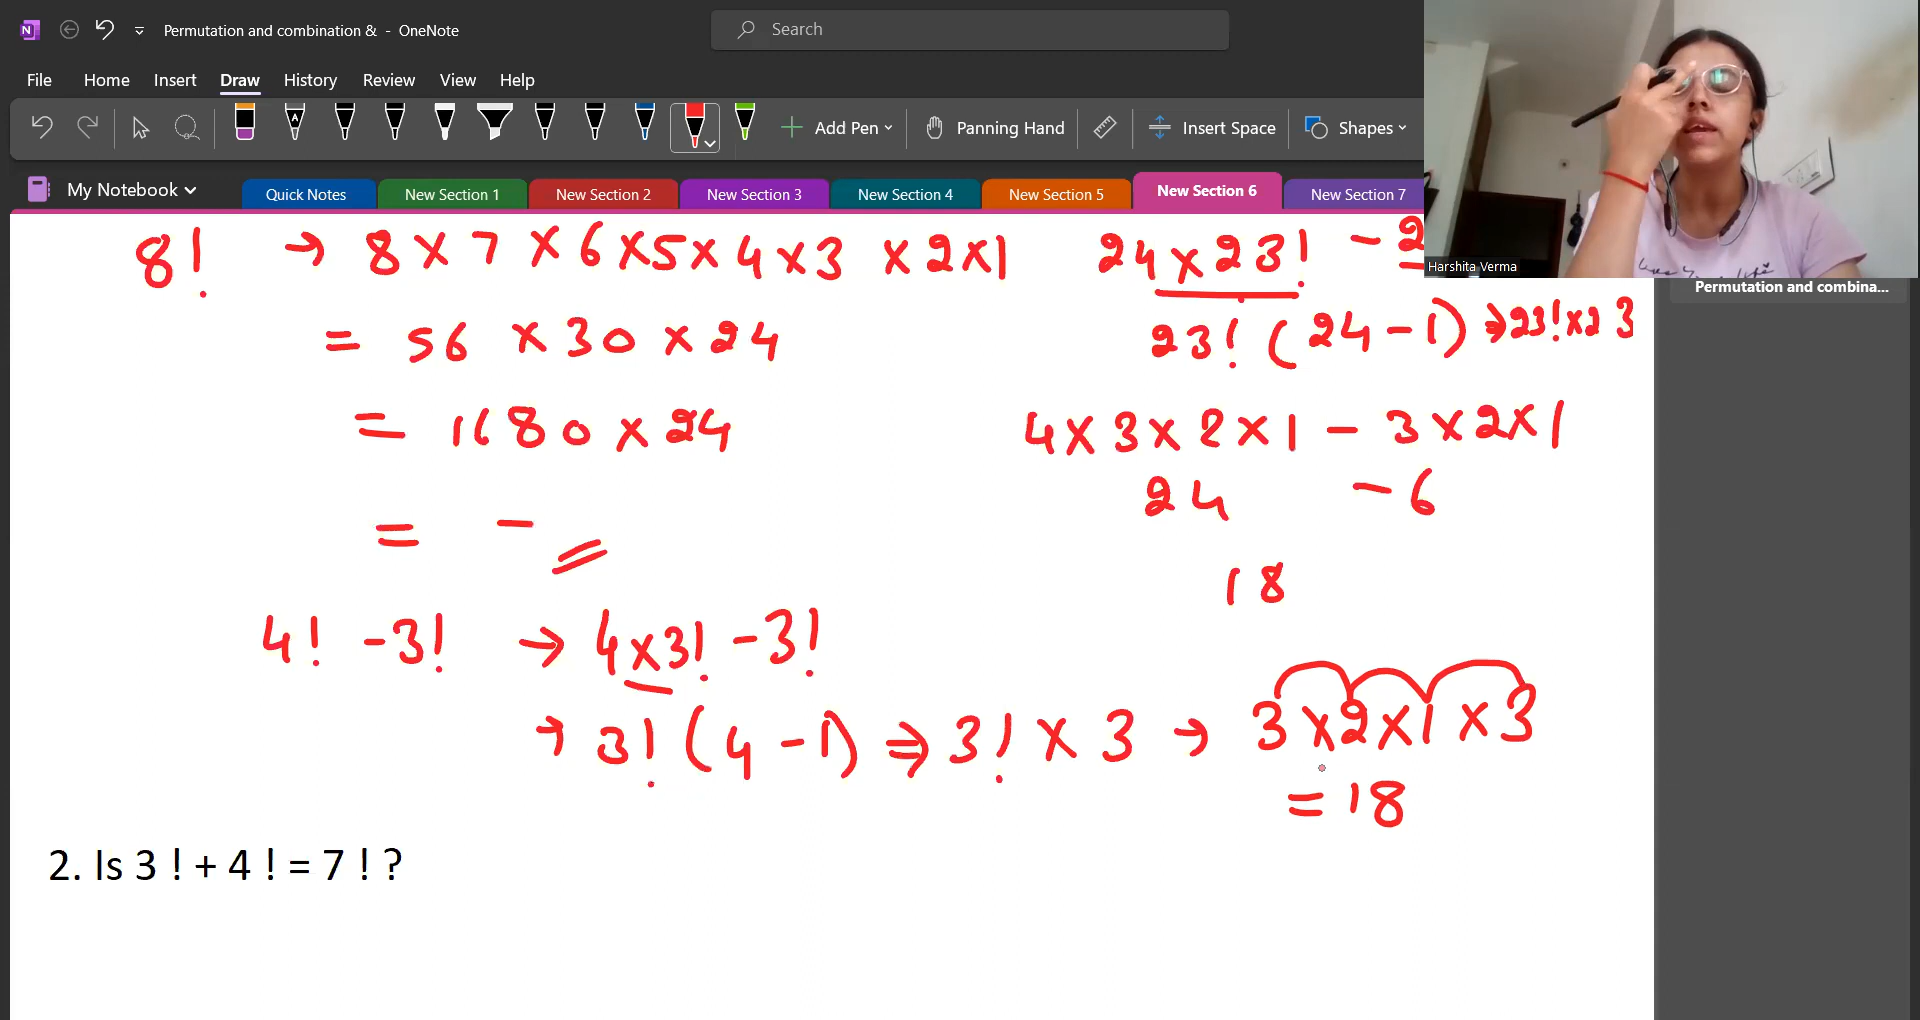 Permutation and combination & - OneNote
Search
File Home Insert Draw History Review View Help
Add Pen Panning Hand Insert Space Shapes
My Notebook Quick Notes New Section 1 New Section 2 New Section 3 New Section 4 New Section 5 New Section 6 New Section 7
Harshita Verma
Permutation and combina...
8! → 8 × 7 × 6 × 5 × 4 × 3 × 2 × 1
= 56 × 30 × 24
= 1680 × 24
= -
24 × 23! - 2
23! (24 - 1) ⇒ 23! × 23
4 × 3 × 2 × 1 - 3 × 2 × 1
24 - 6
18
4! - 3! → 4 × 3! - 3!
→ 3! (4 - 1) ⇒ 3! × 3 → 3 × 2 × 1 × 3
= 18
2. Is 3 ! + 4 ! = 7 ! ?